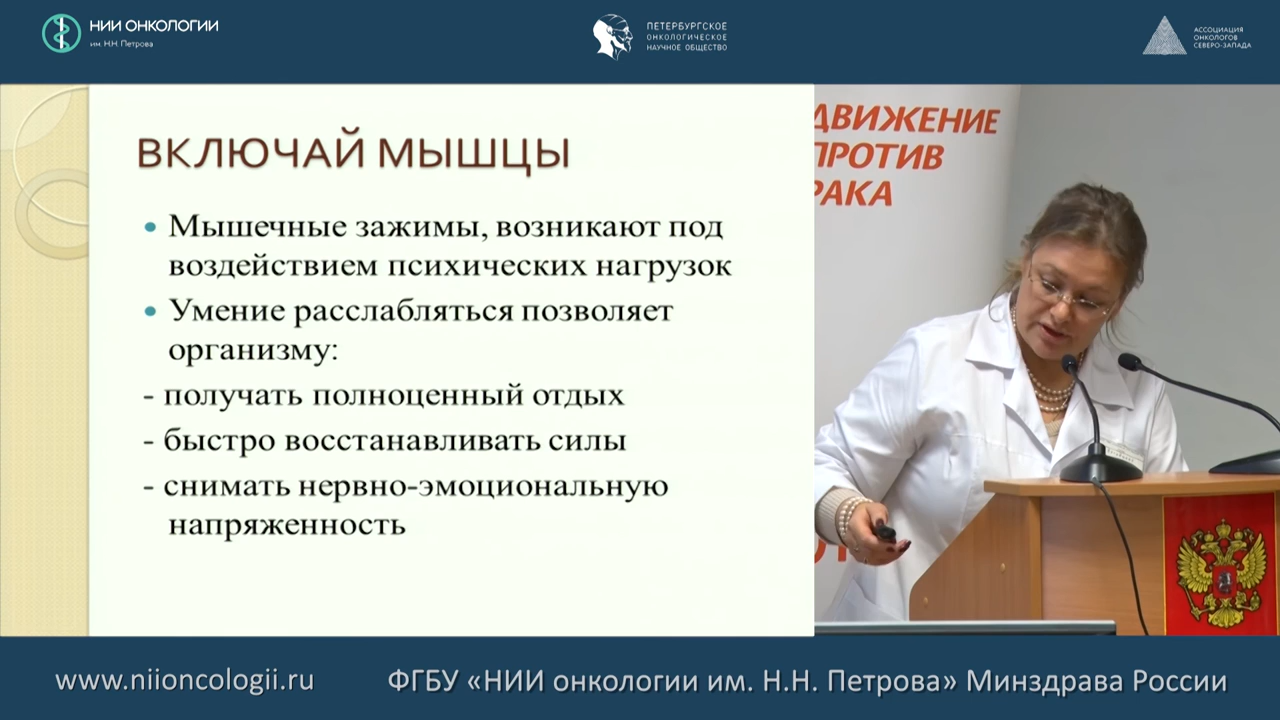 НИИ ОНКОЛОГИИ
им. Н.Н. Петрова
ПЕТЕРБУРГСКОЕ
ОНКОЛОГИЧЕСКОЕ
НАУЧНОЕ ОБЩЕСТВО
АССОЦИАЦИЯ
ОНКОЛОГОВ
СЕВЕРО-ЗАПАДА
ВКЛЮЧАЙ МЫШЦЫ
• Мышечные зажимы, возникают под
воздействием психических нагрузок
• Умение расслабляться позволяет
организму:
- получать полноценный отдых
- быстро восстанавливать силы
- снимать нервно-эмоциональную
напряженность
ДВИЖЕНИЕ
ПРОТИВ
РАКА
www.niioncologii.ru
ФГБУ «НИИ онкологии им. Н.Н. Петрова» Минздрава России